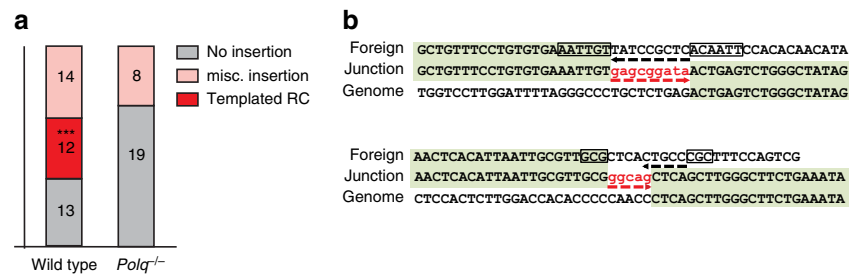 a
14
***
12
13
8
19
Wild type
Polq–/–
No insertion
misc. insertion
Templated RC
b
Foreign GCTGTTTCCTGTGTGAAATTGTTATCCGCTCACAATTCCACACAACATA
Junction GCTGTTTCCTGTGTGAAATTGTgagcggataACTGAGTCTGGGCTATAG
Genome TGGTCCTTGGATTTTAGGGCCCTGCTCTGAGACTGAGTCTGGGCTATAG
Foreign AACTCACATTAATTGCGTTGCGCTCACTGCCCGCTTTCCAGTCG
Junction AACTCACATTAATTGCGTTGCGggcagCTCAGCTTGGGCTTCTGAAATA
Genome CTCCACTCTTGGACCACACCCCCAACCCTCAGCTTGGGCTTCTGAAATA